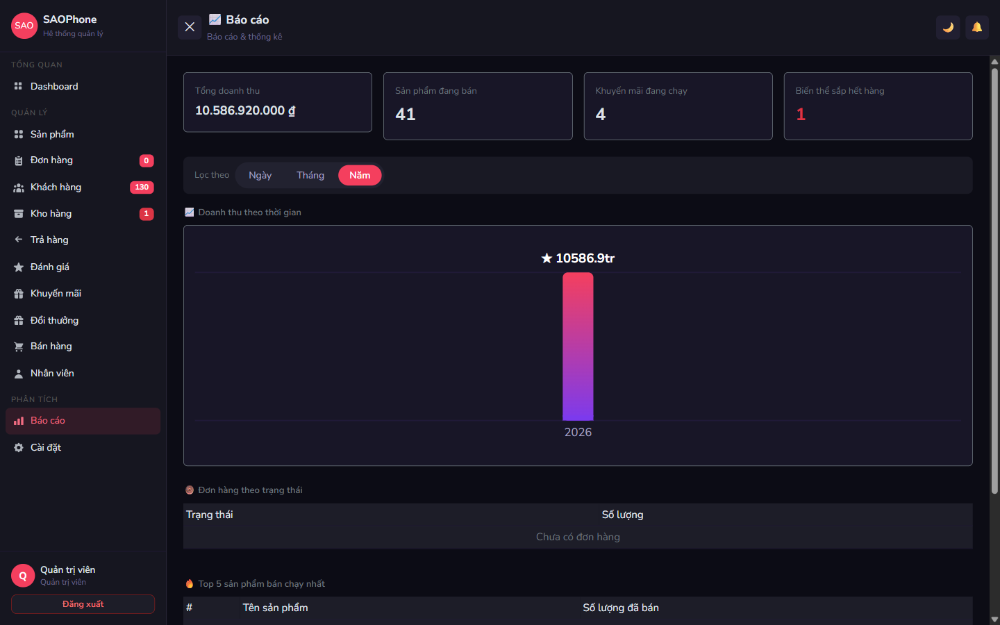 SAO
SAOPhone
Hệ thống quản lý
TỔNG QUAN
Dashboard
QUẢN LÝ
Sản phẩm
Đơn hàng 0
Khách hàng 130
Kho hàng 1
Trả hàng
Đánh giá
Khuyến mãi
Đổi thưởng
Bán hàng
Nhân viên
PHÂN TÍCH
Báo cáo
Cài đặt
Q
Quản trị viên
Quản trị viên
Đăng xuất
Báo cáo
Báo cáo & thống kê
Tổng doanh thu
10.586.920.000 ₫
Sản phẩm đang bán
41
Khuyến mãi đang chạy
4
Biến thể sắp hết hàng
1
Lọc theo Ngày Tháng Năm
Doanh thu theo thời gian
★ 10586.9tr
2026
Đơn hàng theo trạng thái
Trạng thái Số lượng
Chưa có đơn hàng
Top 5 sản phẩm bán chạy nhất
# Tên sản phẩm Số lượng đã bán